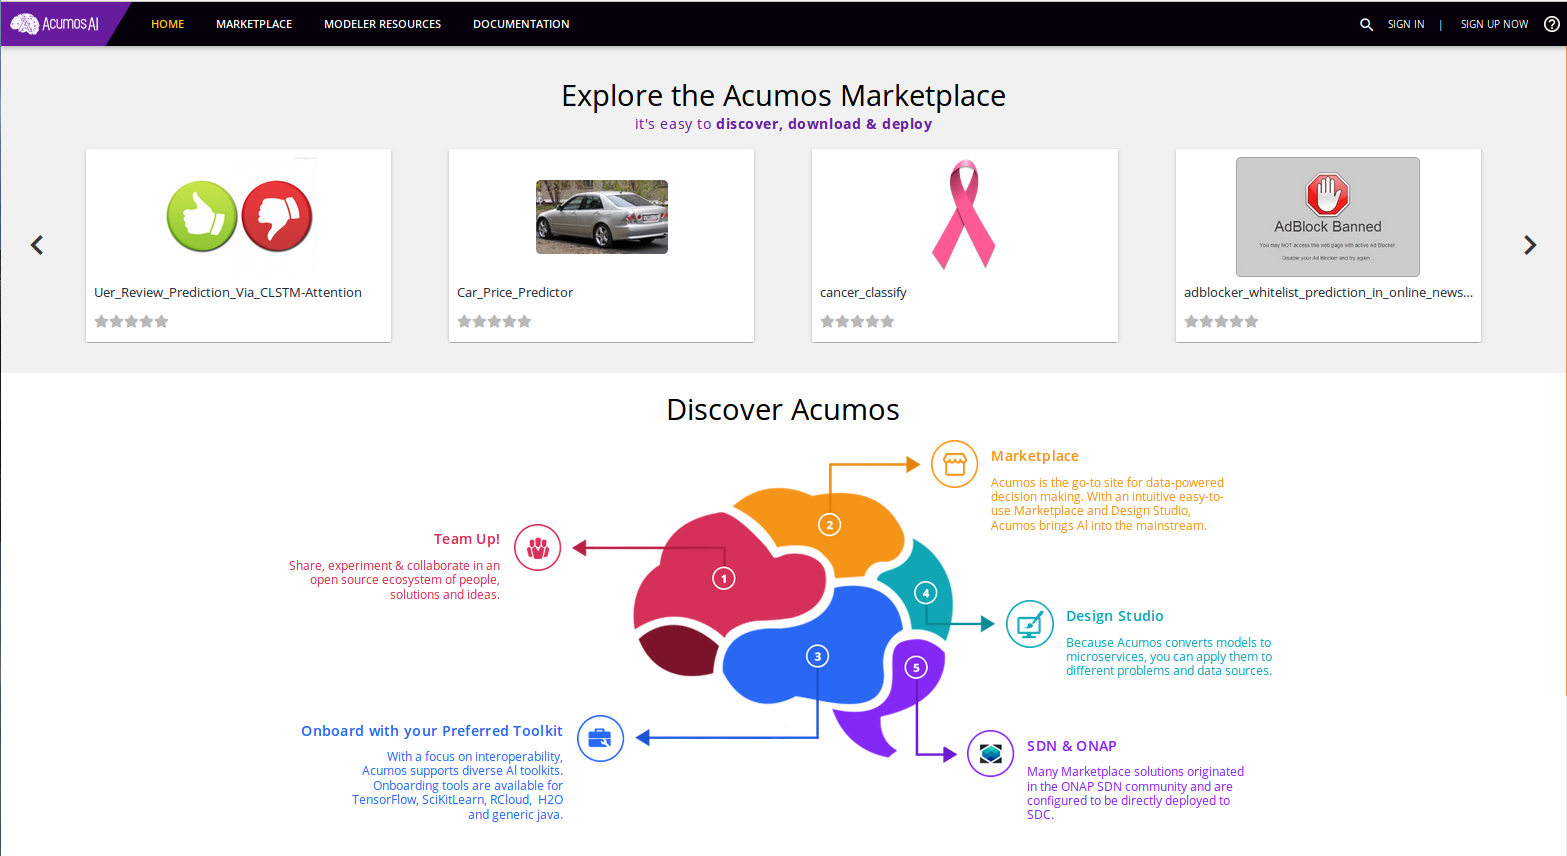 Acumos AI
HOME
MARKETPLACE
MODELER RESOURCES
DOCUMENTATION
SIGN IN
|
SIGN UP NOW
?
Explore the Acumos Marketplace
it's easy to discover, download & deploy
Uer_Review_Prediction_Via_CLSTM-Attention
Car_Price_Predictor
cancer_classify
AdBlock Banned
You may NOT access this web page with active Ad Blocker.
Disable your Ad Blocker and try again...
adblocker_whitelist_prediction_in_online_news...
Discover Acumos
1
Team Up!
Share, experiment & collaborate in an
open source ecosystem of people,
solutions and ideas.
2
Marketplace
Acumos is the go-to site for data-powered
decision making. With an intuitive easy-to-
use Marketplace and Design Studio,
Acumos brings AI into the mainstream.
3
Onboard with your Preferred Toolkit
With a focus on interoperability,
Acumos supports diverse AI toolkits.
Onboarding tools are available for
TensorFlow, SciKitLearn, RCloud, H2O
and generic java.
4
Design Studio
Because Acumos converts models to
microservices, you can apply them to
different problems and data sources.
5
SDN & ONAP
Many Marketplace solutions originated
in the ONAP SDN community and are
configured to be directly deployed to
SDC.